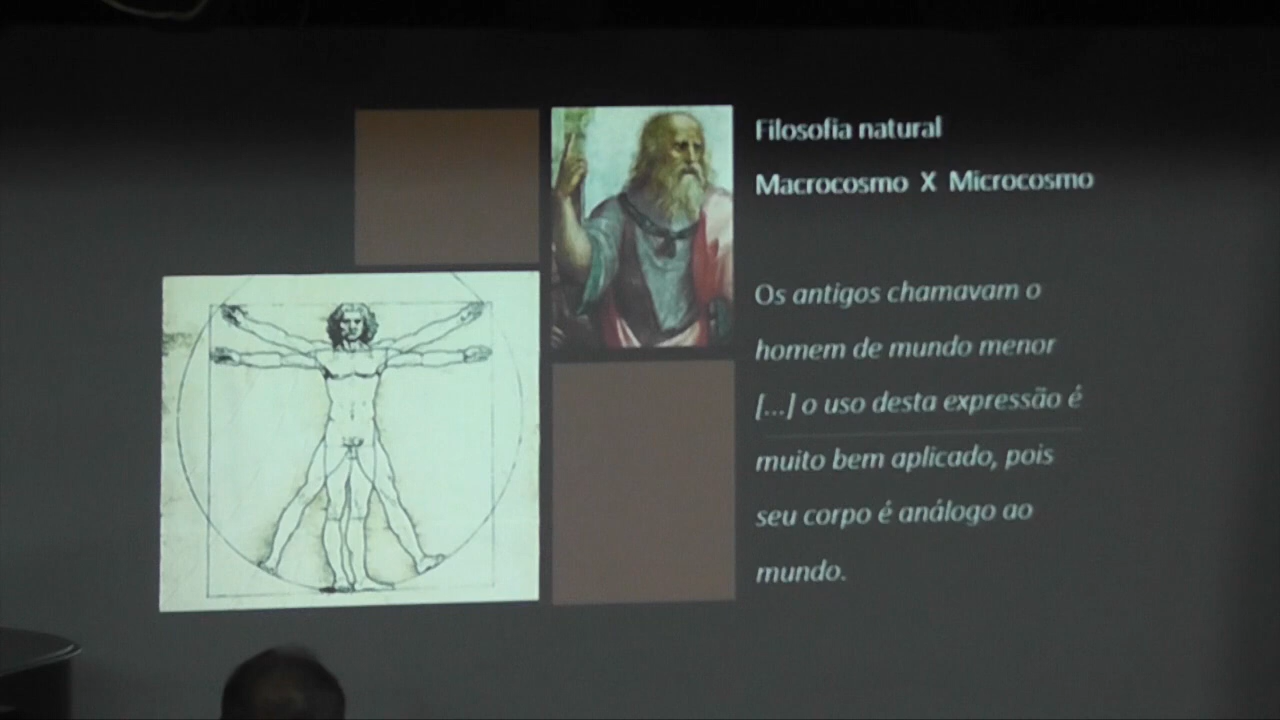 Filosofia natural
Macrocosmo X Microcosmo
Os antigos chamavam o
homem de mundo menor
[...] o uso desta expressão é
muito bem aplicado, pois
seu corpo é análogo ao
mundo.